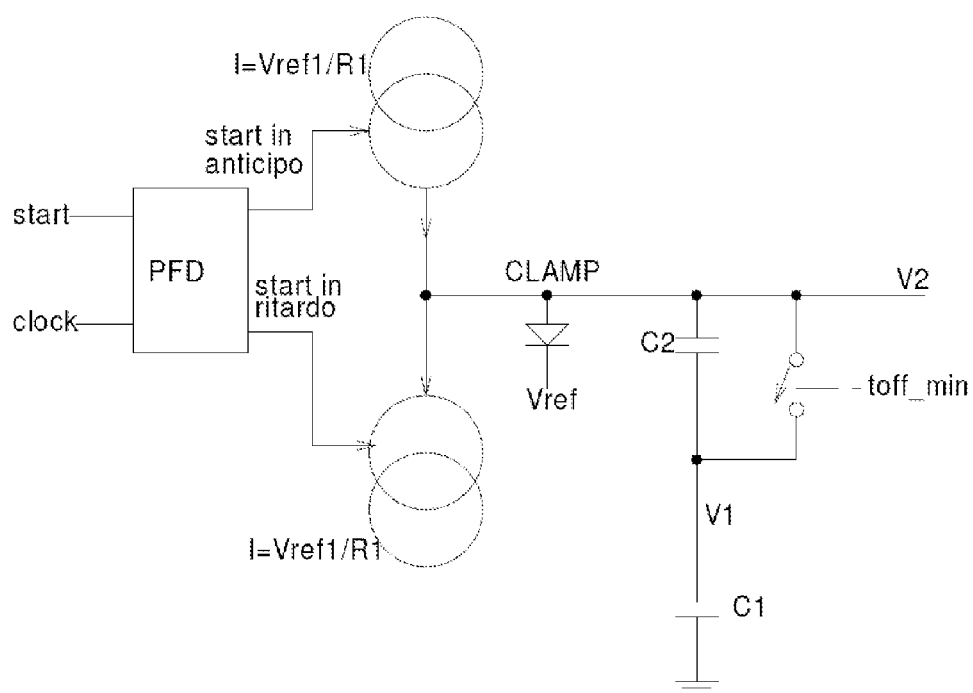 I=Vref1/R1
start in
anticipo
start
PFD
start in
ritardo
clock
CLAMP
V2
C2
Vref
toff_min
V1
I=Vref1/R1
C1